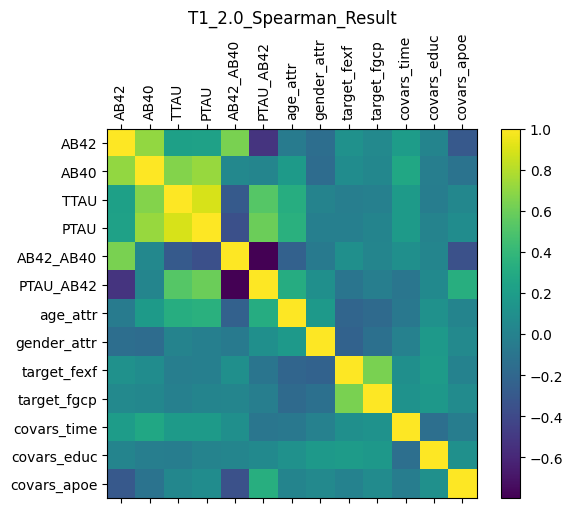 T1_2.0_Spearman_Result
AB42
AB40
TTAU
PTAU
AB42_AB40
PTAU_AB42
age_attr
gender_attr
target_fexf
target_fgcp
covars_time
covars_educ
covars_apoe
AB42
AB40
TTAU
PTAU
AB42_AB40
PTAU_AB42
age_attr
gender_attr
target_fexf
target_fgcp
covars_time
covars_educ
covars_apoe
1.0
0.8
0.6
0.4
0.2
0.0
−0.2
−0.4
−0.6